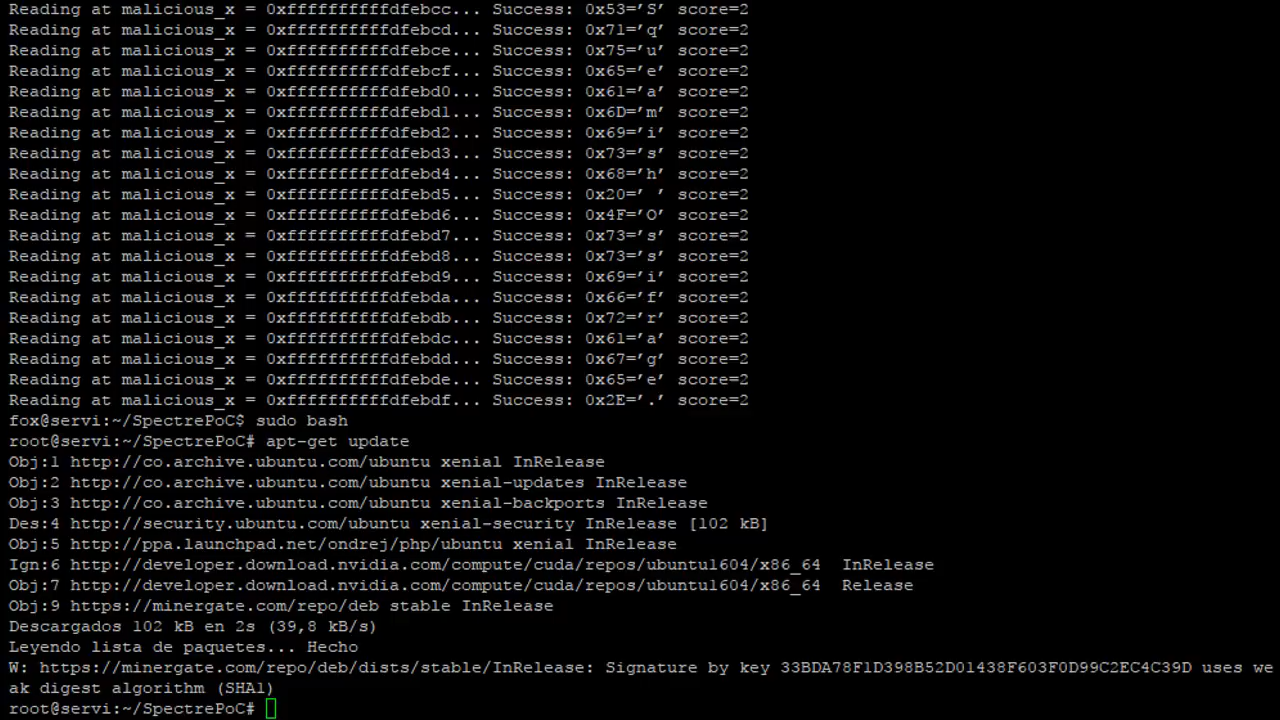 Reading at malicious_x = 0xffffffffffdfebcc... Success: 0x53='S' score=2
Reading at malicious_x = 0xffffffffffdfebcd... Success: 0x71='q' score=2
Reading at malicious_x = 0xffffffffffdfebce... Success: 0x75='u' score=2
Reading at malicious_x = 0xffffffffffdfebcf... Success: 0x65='e' score=2
Reading at malicious_x = 0xffffffffffdfebd0... Success: 0x61='a' score=2
Reading at malicious_x = 0xffffffffffdfebd1... Success: 0x6D='m' score=2
Reading at malicious_x = 0xffffffffffdfebd2... Success: 0x69='i' score=2
Reading at malicious_x = 0xffffffffffdfebd3... Success: 0x73='s' score=2
Reading at malicious_x = 0xffffffffffdfebd4... Success: 0x68='h' score=2
Reading at malicious_x = 0xffffffffffdfebd5... Success: 0x20=' ' score=2
Reading at malicious_x = 0xffffffffffdfebd6... Success: 0x4F='O' score=2
Reading at malicious_x = 0xffffffffffdfebd7... Success: 0x73='s' score=2
Reading at malicious_x = 0xffffffffffdfebd8... Success: 0x73='s' score=2
Reading at malicious_x = 0xffffffffffdfebd9... Success: 0x69='i' score=2
Reading at malicious_x = 0xffffffffffdfebda... Success: 0x66='f' score=2
Reading at malicious_x = 0xffffffffffdfebdb... Success: 0x72='r' score=2
Reading at malicious_x = 0xffffffffffdfebdc... Success: 0x61='a' score=2
Reading at malicious_x = 0xffffffffffdfebdd... Success: 0x67='g' score=2
Reading at malicious_x = 0xffffffffffdfebde... Success: 0x65='e' score=2
Reading at malicious_x = 0xffffffffffdfebdf... Success: 0x2E='.' score=2
fox@servi:~/SpectrePoC$ sudo bash
root@servi:~/SpectrePoC# apt-get update
Obj:1 http://co.archive.ubuntu.com/ubuntu xenial InRelease
Obj:2 http://co.archive.ubuntu.com/ubuntu xenial-updates InRelease
Obj:3 http://co.archive.ubuntu.com/ubuntu xenial-backports InRelease
Des:4 http://security.ubuntu.com/ubuntu xenial-security InRelease [102 kB]
Obj:5 http://ppa.launchpad.net/ondrej/php/ubuntu xenial InRelease
Ign:6 http://developer.download.nvidia.com/compute/cuda/repos/ubuntu1604/x86_64  InRelease
Obj:7 http://developer.download.nvidia.com/compute/cuda/repos/ubuntu1604/x86_64  Release
Obj:9 https://minergate.com/repo/deb stable InRelease
Descargados 102 kB en 2s (39,8 kB/s)
Leyendo lista de paquetes... Hecho
W: https://minergate.com/repo/deb/dists/stable/InRelease: Signature by key 33BDA78F1D398B52D01438F603F0D99C2EC4C39D uses we
ak digest algorithm (SHA1)
root@servi:~/SpectrePoC#